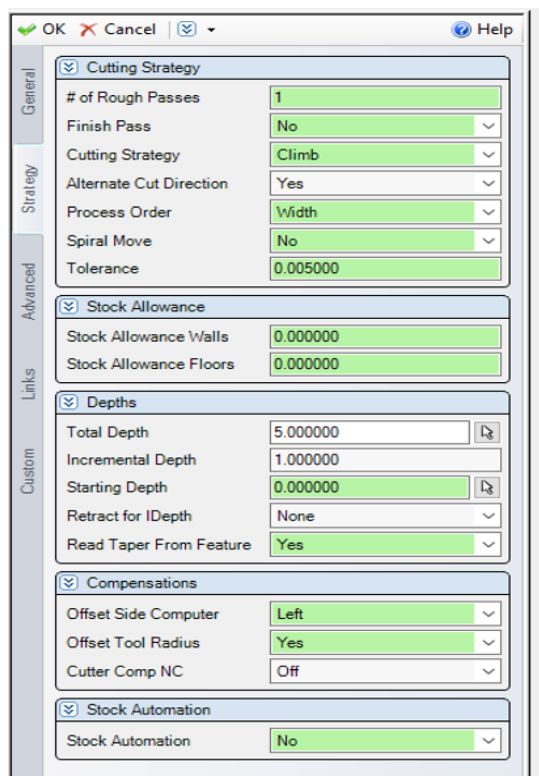 OK Cancel Help
General
Strategy
Advanced
Links
Custom
Cutting Strategy
# of Rough Passes 1
Finish Pass No
Cutting Strategy Climb
Alternate Cut Direction Yes
Process Order Width
Spiral Move No
Tolerance 0.005000
Stock Allowance
Stock Allowance Walls 0.000000
Stock Allowance Floors 0.000000
Depths
Total Depth 5.000000
Incremental Depth 1.000000
Starting Depth 0.000000
Retract for IDepth None
Read Taper From Feature Yes
Compensations
Offset Side Computer Left
Offset Tool Radius Yes
Cutter Comp NC Off
Stock Automation
Stock Automation No